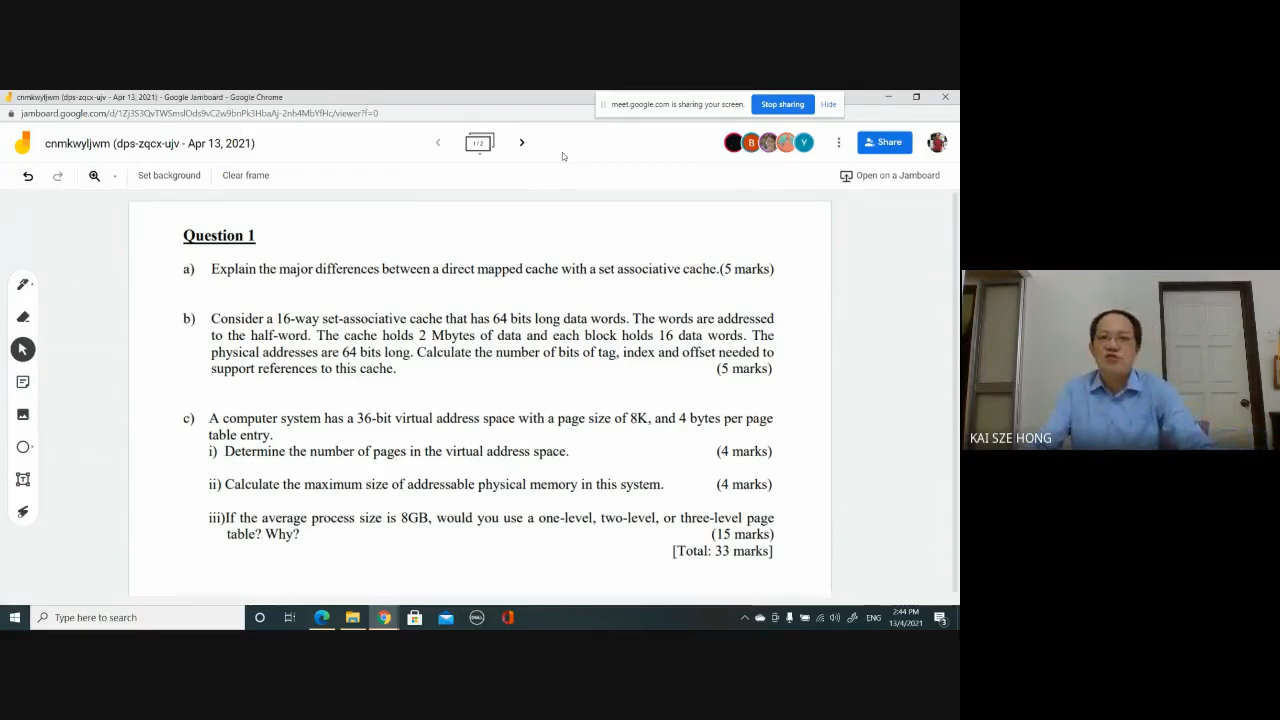 cnmkwyljwm (dps-zqcx-ujv - Apr 13, 2021) - Google Jamboard - Google Chrome
meet.google.com is sharing your screen.
Stop sharing
Hide
cnmkwyljwm (dps-zqcx-ujv - Apr 13, 2021)
1/2
B
Y
Share
Set background
Clear frame
Open on a Jamboard
Question 1
a) Explain the major differences between a direct mapped cache with a set associative cache.(5 marks)
b) Consider a 16-way set-associative cache that has 64 bits long data words. The words are addressed
to the half-word. The cache holds 2 Mbytes of data and each block holds 16 data words. The
physical addresses are 64 bits long. Calculate the number of bits of tag, index and offset needed to
support references to this cache. (5 marks)
c) A computer system has a 36-bit virtual address space with a page size of 8K, and 4 bytes per page
table entry.
i) Determine the number of pages in the virtual address space. (4 marks)
ii) Calculate the maximum size of addressable physical memory in this system. (4 marks)
iii)If the average process size is 8GB, would you use a one-level, two-level, or three-level page
table? Why? (15 marks)
[Total: 33 marks]
KAI SZE HONG
Type here to search
DELL
ENG
2:44 PM
13/4/2021
3